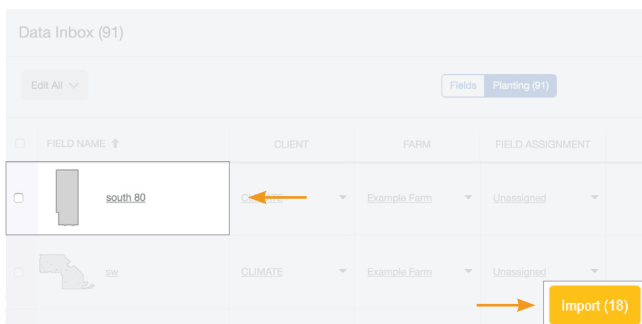 Data Inbox (91)
Edit All
Fields Planting (91)
FIELD NAME CLIENT FARM FIELD ASSIGNMENT
south 80 CLIMATE Example Farm Unassigned
sw CLIMATE Example Farm Unassigned
Import (18)